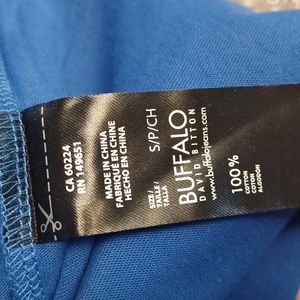 CA 60224
RN 149651
MADE IN CHINA
FABRIQUÉ EN CHINE
HECHO EN CHINA
S/P/CH
SIZE/
TAILLE/
TALLA
BUFFALO
DAVID BITTON
www.buffalojeans.com
100%
COTTON
COTON
ALGODON